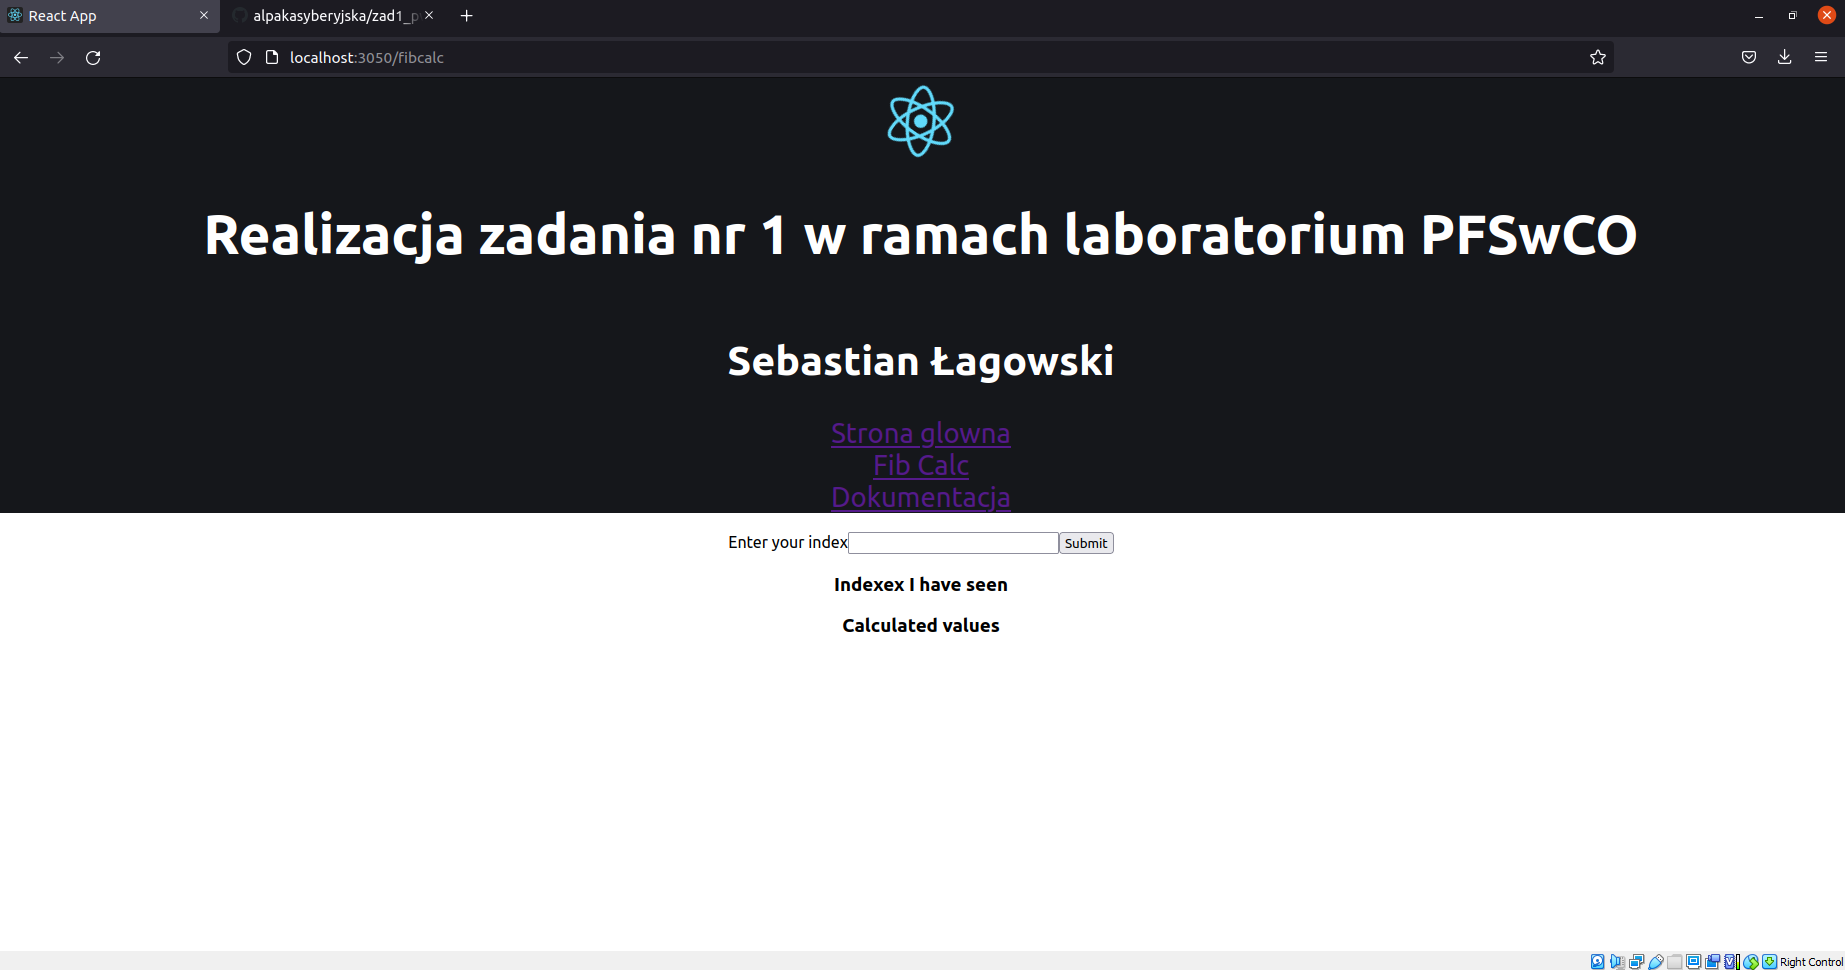 React App
alpakasyberyjska/zad1_p
localhost:3050/fibcalc
Realizacja zadania nr 1 w ramach laboratorium PFSwCO
Sebastian Łagowski
Strona glowna
Fib Calc
Dokumentacja
Enter your index Submit
Indexex I have seen
Calculated values
Right Control